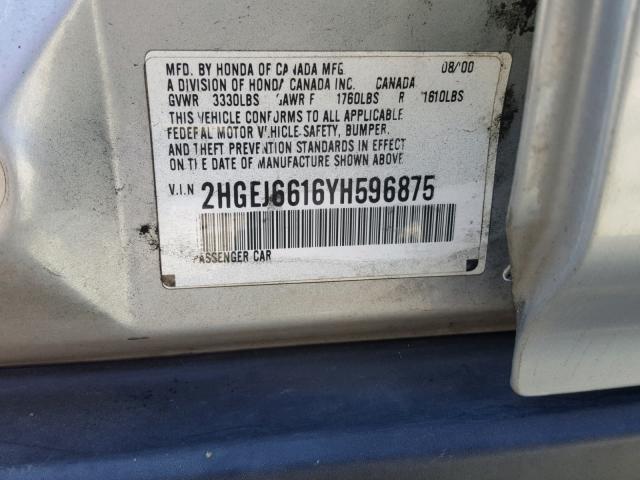 MFD. BY HONDA OF CANADA MFG. 08/00
A DIVISION OF HONDA CANADA INC. CANADA
GVWR 3330LBS GAWR F 1760LBS R 1610LBS
THIS VEHICLE CONFORMS TO ALL APPLICABLE
FEDERAL MOTOR VEHICLE SAFETY, BUMPER,
AND THEFT PREVENTION STANDARDS IN EFFECT
ON THE DATE OF MANUFACTURE SHOWN ABOVE.
V.I.N 2HGEJ6616YH596875
PASSENGER CAR